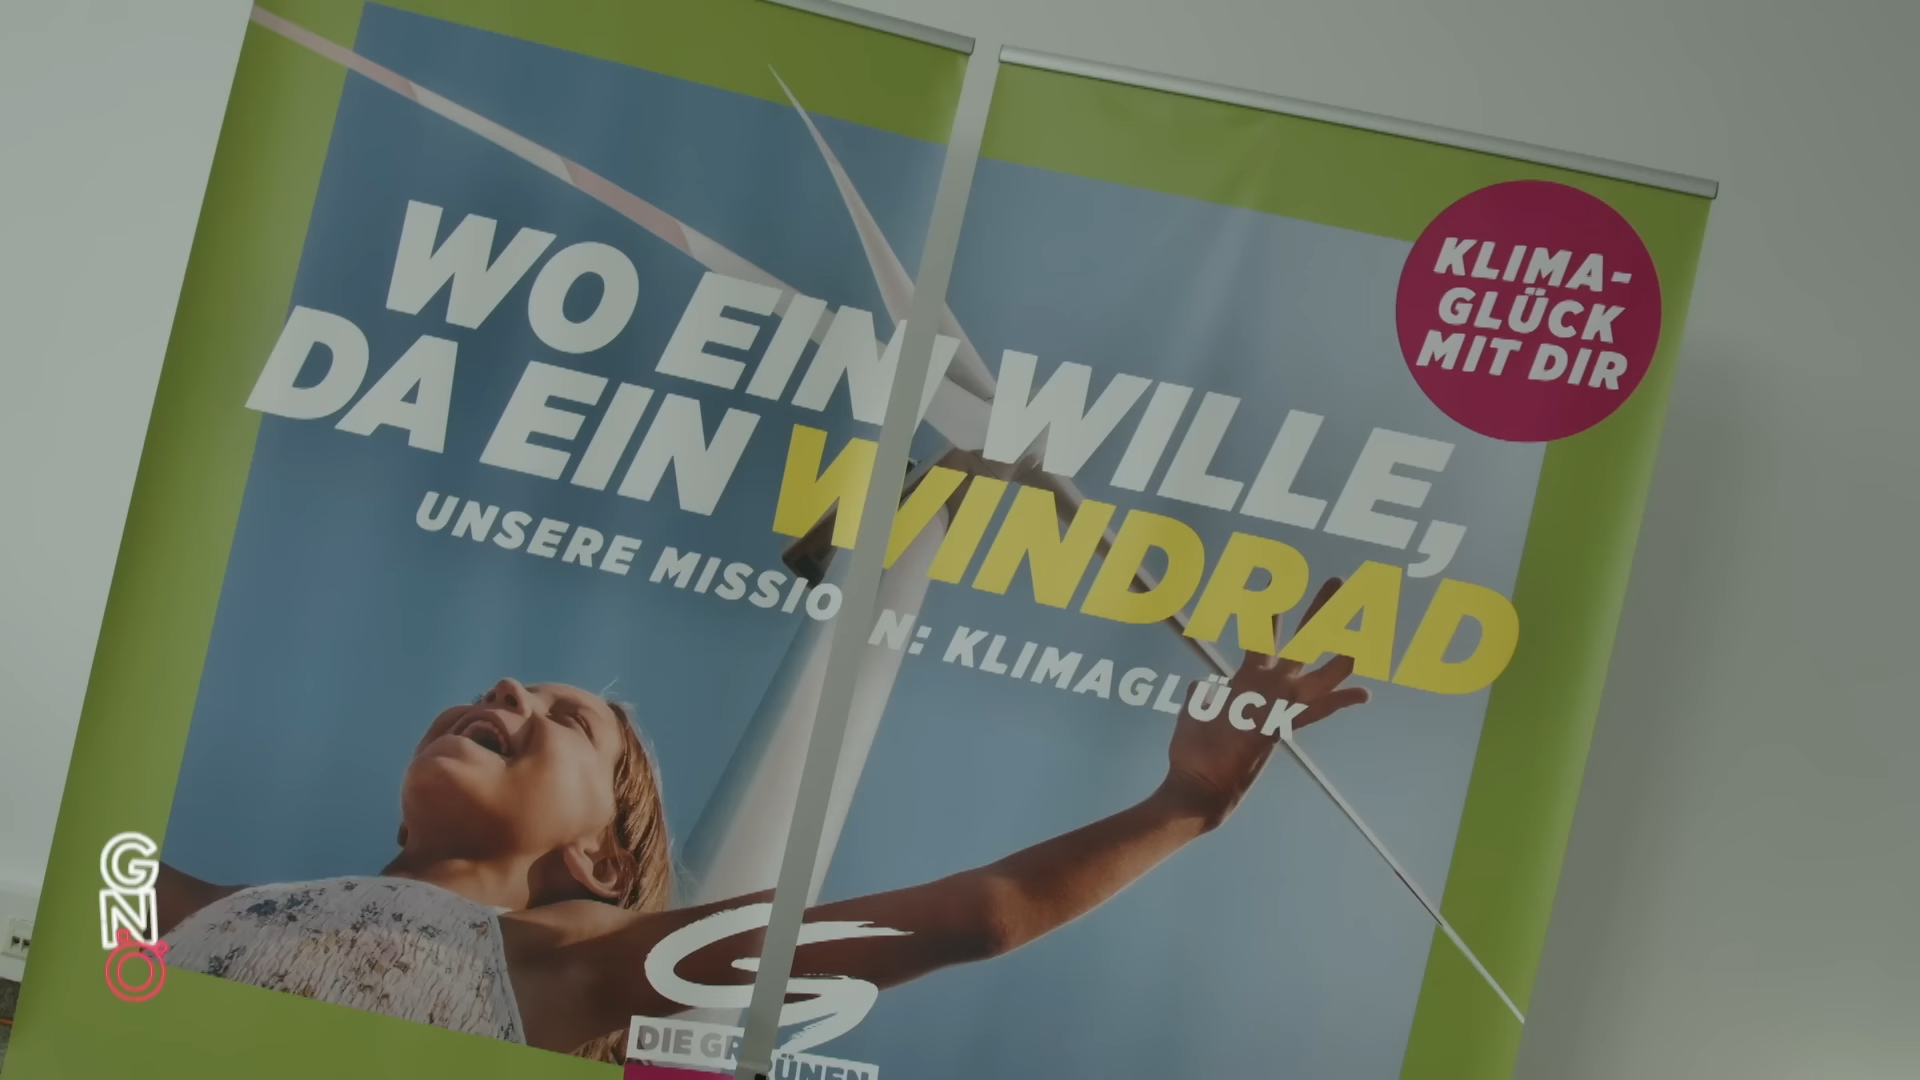 WO EIN WILLE,
DA EIN WINDRAD
UNSERE MISSION: KLIMAGLÜCK
KLIMA-
GLÜCK
MIT DIR
DIE GRÜNEN
GNÖ